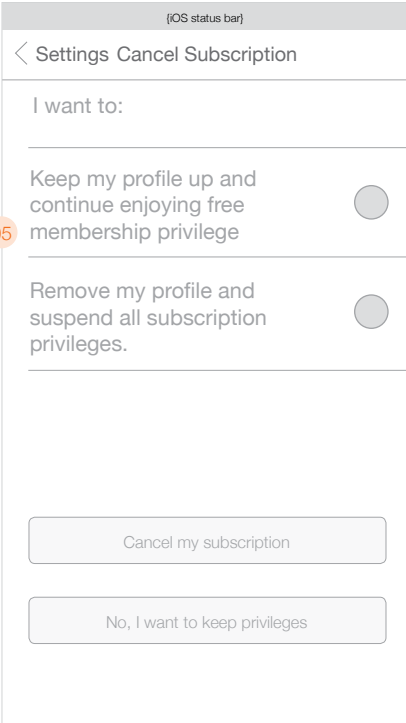 {iOS status bar}
Settings Cancel Subscription
I want to:
Keep my profile up and
continue enjoying free
membership privilege
Remove my profile and
suspend all subscription
privileges.
Cancel my subscription
No, I want to keep privileges